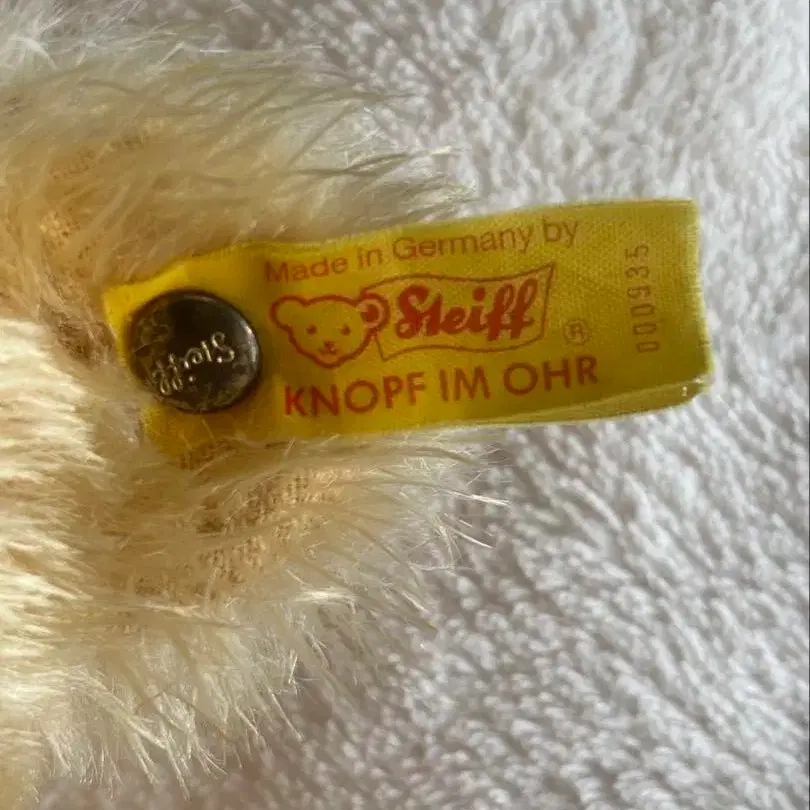 Made in Germany by
Steiff
®
KNOPF IM OHR
000935
Steiff